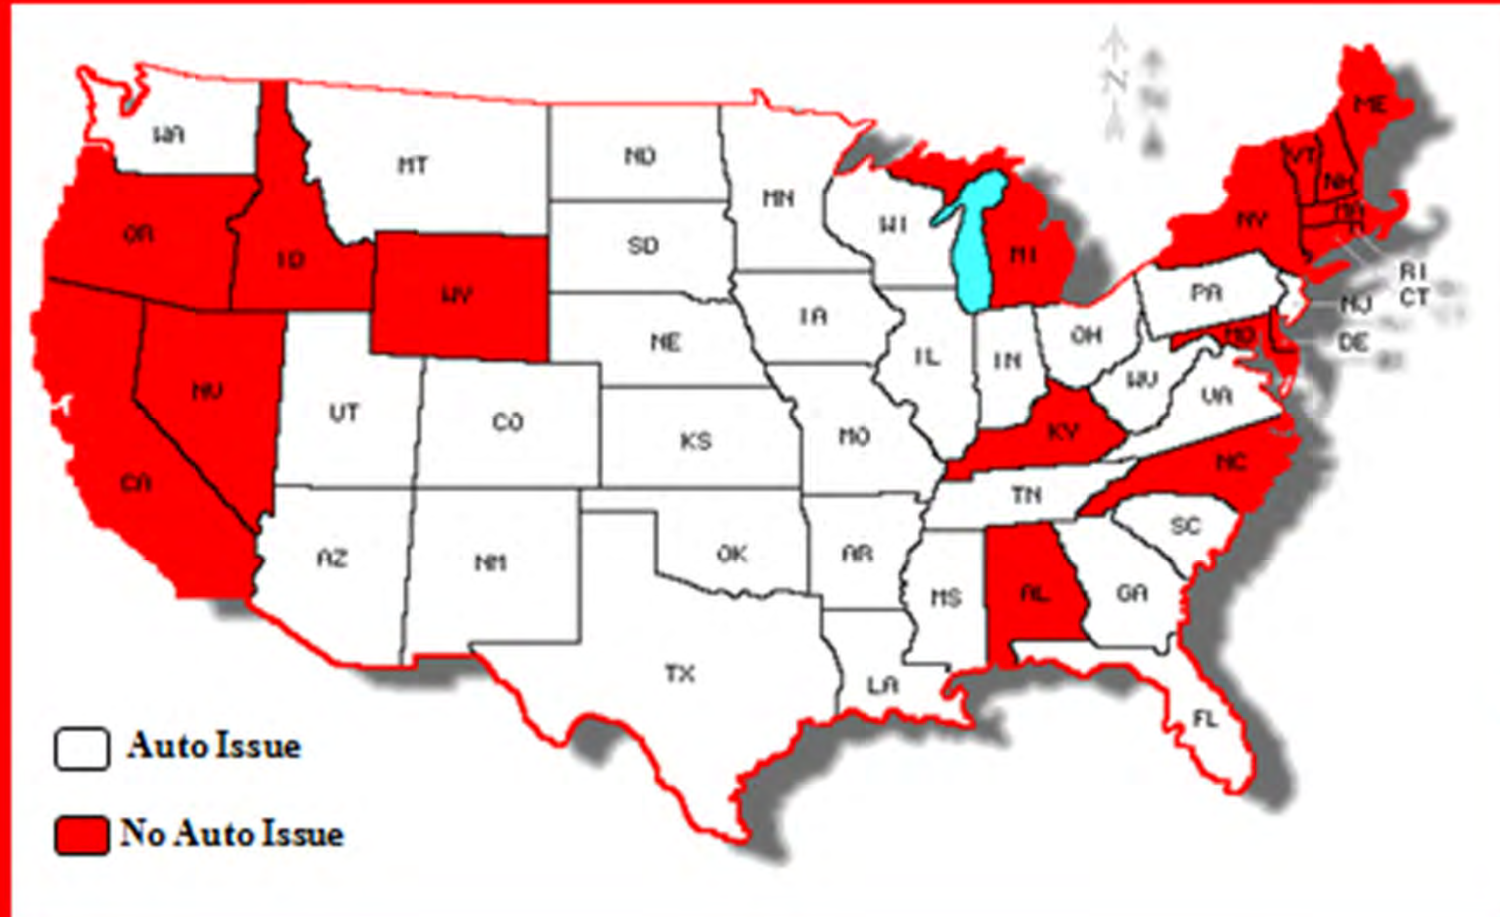 N
ME
WA
VT
NH
MT
ND
MN
MA
OR
NY
WI
SD
ID
MI
RI
PA
CT
WY
NJ
IA
NE
OH
MD
DE
IL
IN
NV
WV
UT
CO
VA
KS
MO
KY
NC
CA
TN
SC
AZ
NM
OK
AR
MS
AL
GA
TX
LA
FL
Auto Issue
No Auto Issue